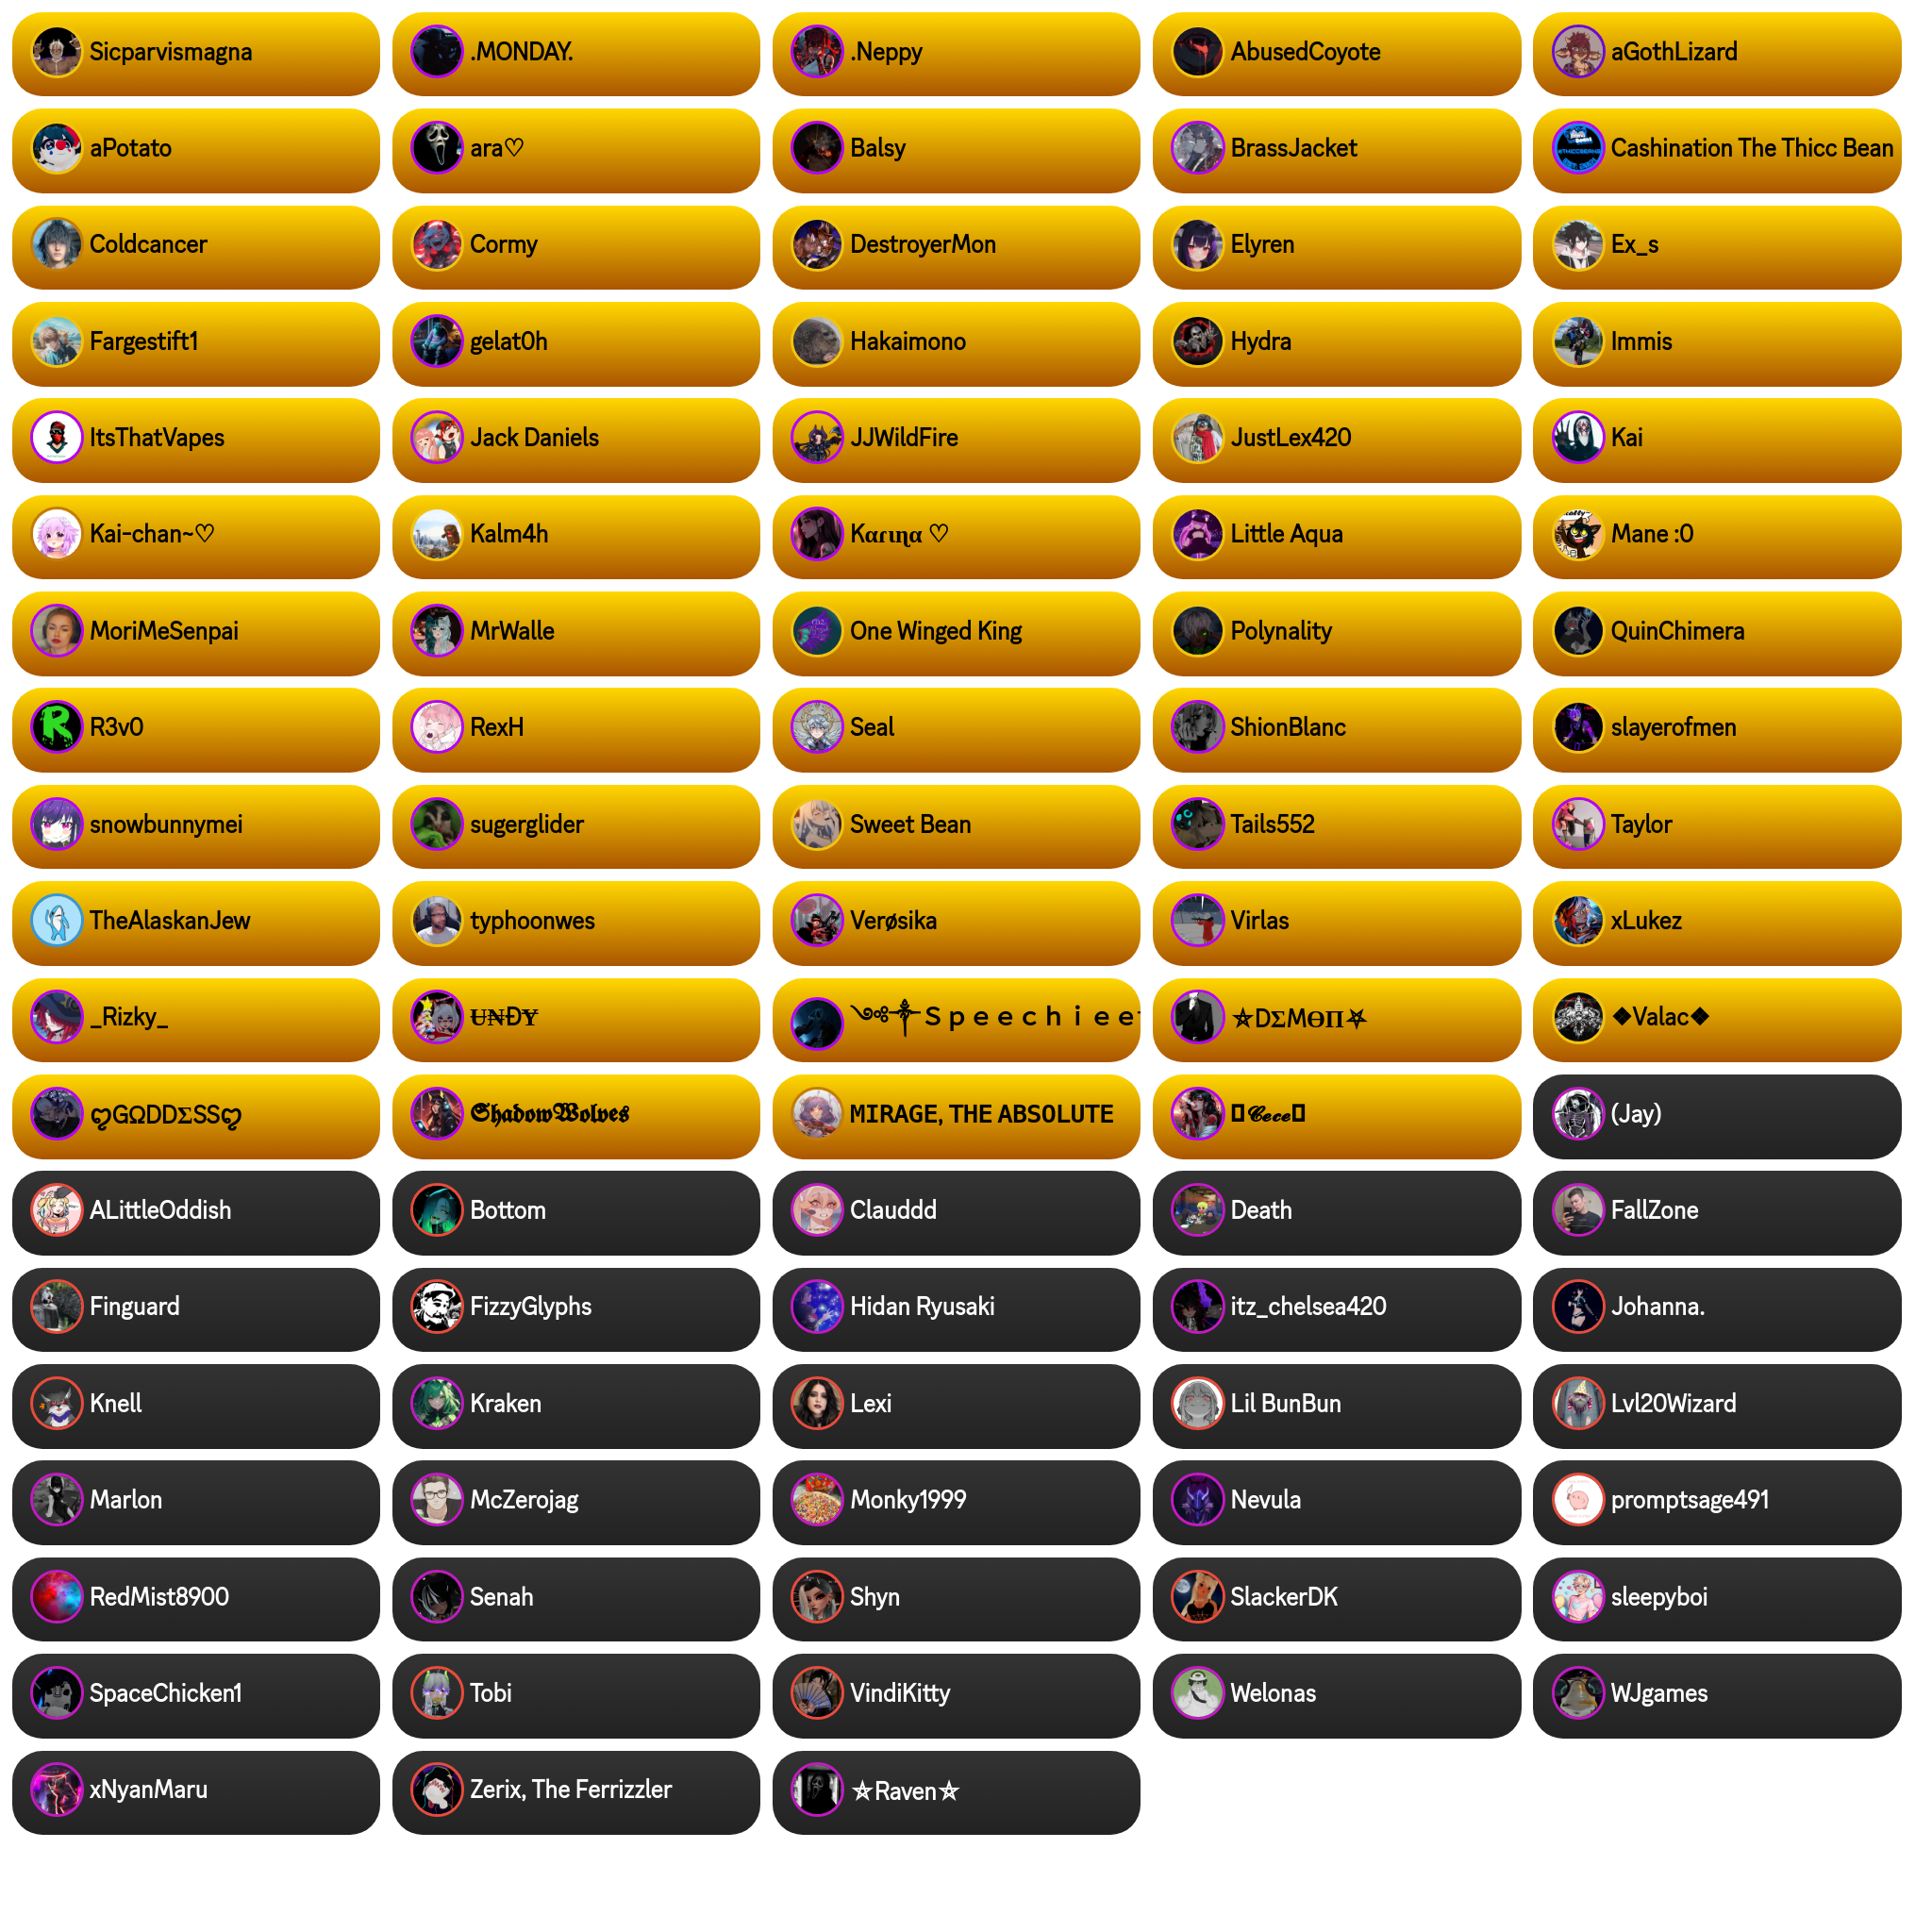 Sicparvismagna
.MONDAY.
.Neppy
AbusedCoyote
aGothLizard
aPotato
ara♡
Balsy
BrassJacket
Cashination The Thicc Bean
Coldcancer
Cormy
DestroyerMon
Elyren
Ex_s
Fargestift1
gelat0h
Hakaimono
Hydra
Immis
ItsThatVapes
Jack Daniels
JJWildFire
JustLex420
Kai
Kai-chan~♡
Kalm4h
Kαɾιɳα ♡
Little Aqua
Mane :0
MoriMeSenpai
MrWalle
One Winged King
Polynality
QuinChimera
R3v0
RexH
Seal
ShionBlanc
slayerofmen
snowbunnymei
sugerglider
Sweet Bean
Tails552
Taylor
TheAlaskanJew
typhoonwes
Verøsika
Virlas
xLukez
_Rizky_
U̶N̶ĐY̶
༺༒Ｓｐｅｅｃｈｉｅｅ
⛤DΣMӨП⛧
❖Valac❖
ღGΩDDΣSSღ
𝕾𝖍𝖆𝖉𝖔𝖜𝖂𝖔𝖑𝖛𝖊𝖘
MIRAGE, THE ABSOLUTE
𝓒𝓮𝓬𝓮
(Jay)
ALittleOddish
Bottom
Clauddd
Death
FallZone
Finguard
FizzyGlyphs
Hidan Ryusaki
itz_chelsea420
Johanna.
Knell
Kraken
Lexi
Lil BunBun
Lvl20Wizard
Marlon
McZerojag
Monky1999
Nevula
promptsage491
RedMist8900
Senah
Shyn
SlackerDK
sleepyboi
SpaceChicken1
Tobi
VindiKitty
Welonas
WJgames
xNyanMaru
Zerix, The Ferrizzler
⛤Raven⛤